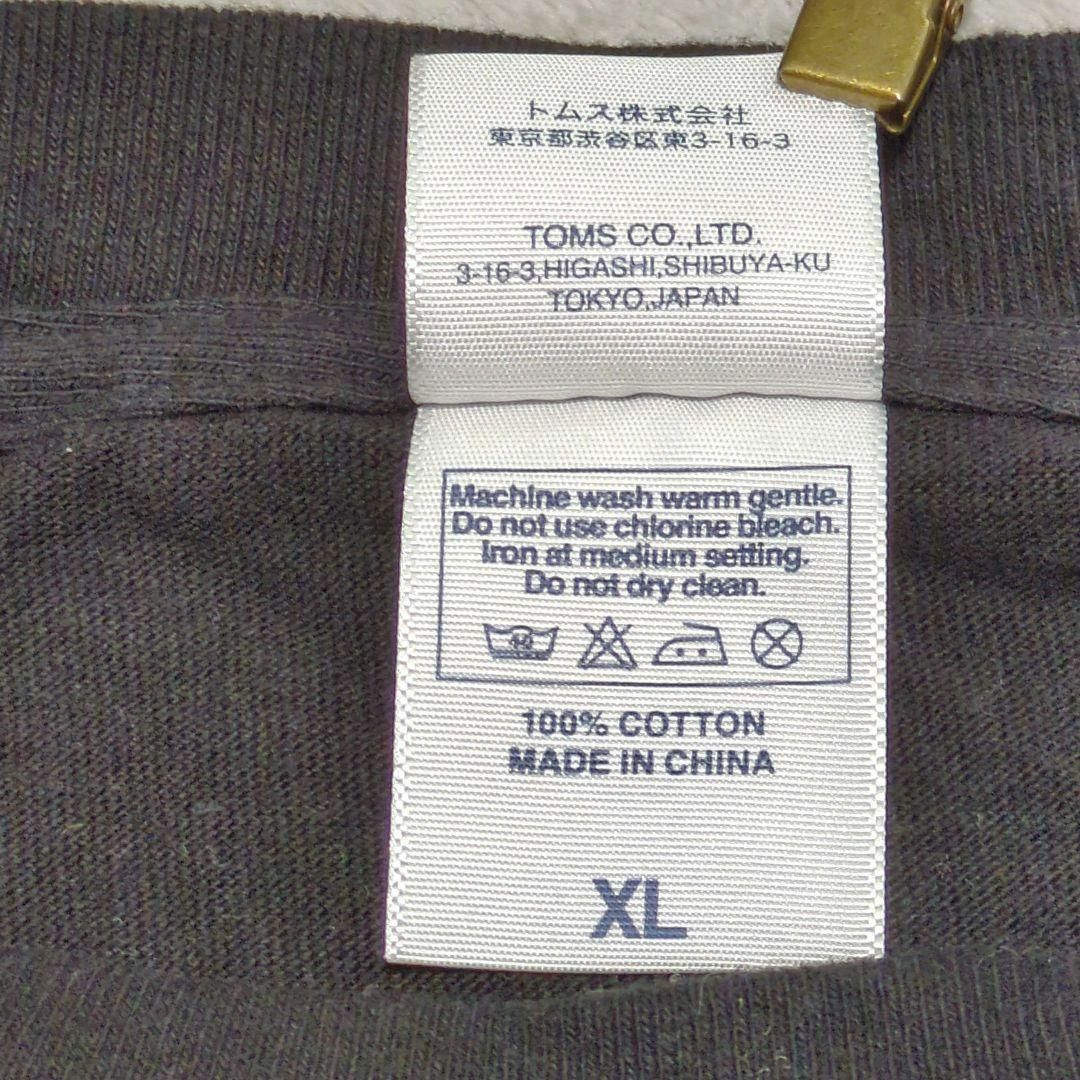 トムス株式会社
東京都渋谷区東3-16-3
TOMS CO.,LTD.
3-16-3,HIGASHI,SHIBUYA-KU
TOKYO,JAPAN
Machine wash warm gentle.
Do not use chlorine bleach.
Iron at medium setting.
Do not dry clean.
40
100% COTTON
MADE IN CHINA
XL